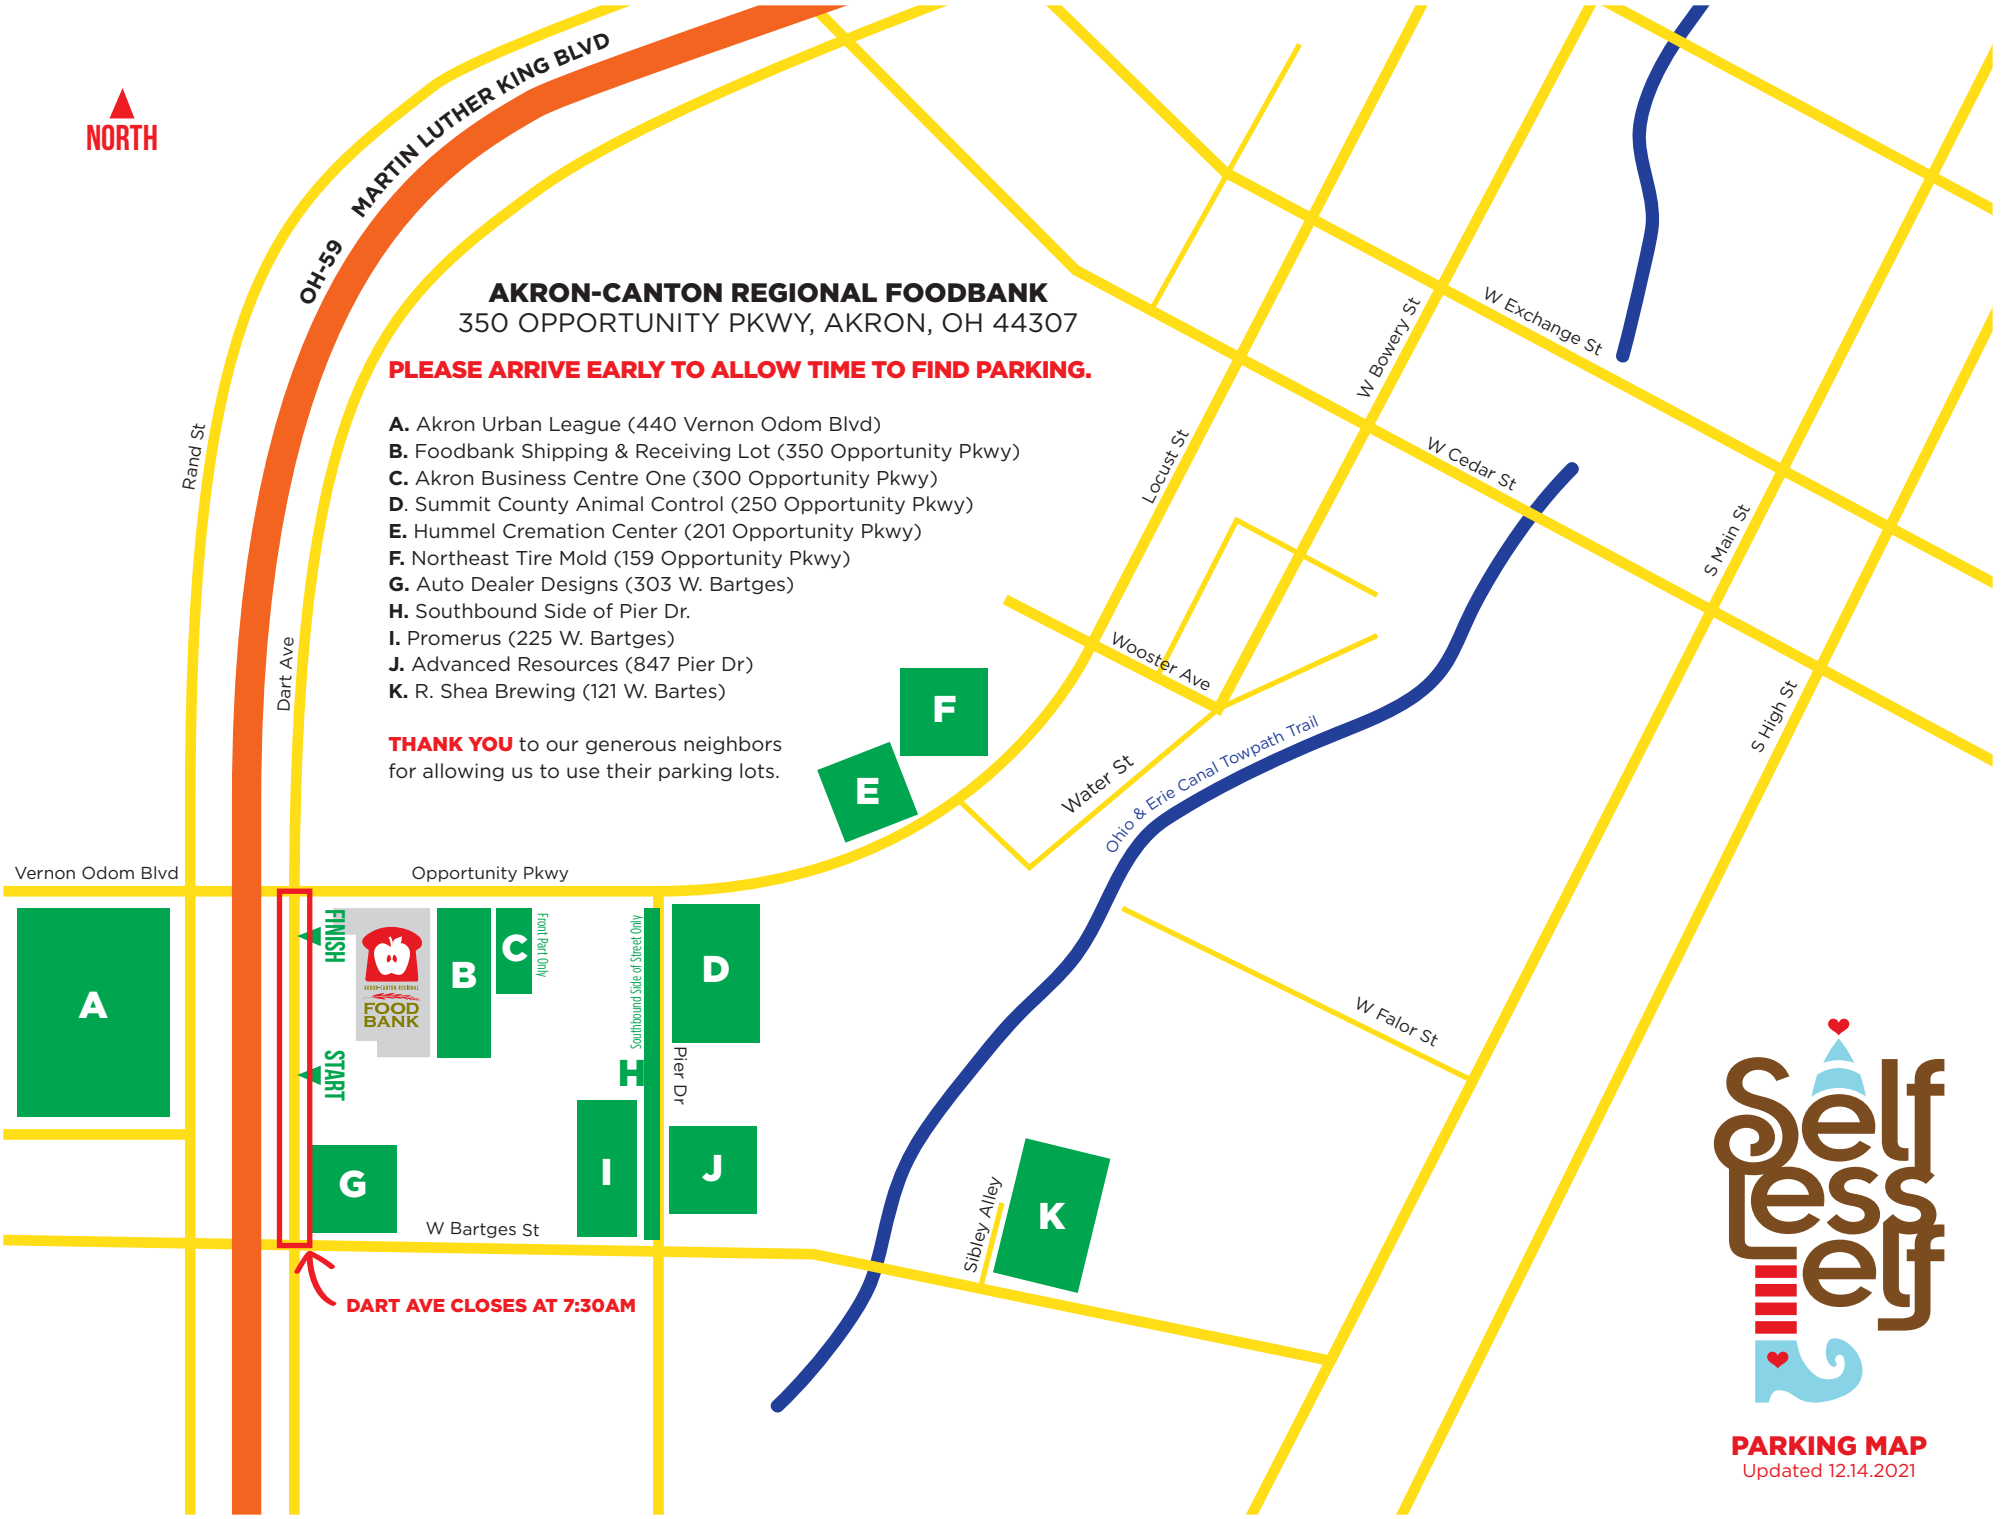 NORTH
OH-59 MARTIN LUTHER KING BLVD
AKRON-CANTON REGIONAL FOODBANK
350 OPPORTUNITY PKWY, AKRON, OH 44307
PLEASE ARRIVE EARLY TO ALLOW TIME TO FIND PARKING.
A. Akron Urban League (440 Vernon Odom Blvd)
B. Foodbank Shipping & Receiving Lot (350 Opportunity Pkwy)
C. Akron Business Centre One (300 Opportunity Pkwy)
D. Summit County Animal Control (250 Opportunity Pkwy)
E. Hummel Cremation Center (201 Opportunity Pkwy)
F. Northeast Tire Mold (159 Opportunity Pkwy)
G. Auto Dealer Designs (303 W. Bartges)
H. Southbound Side of Pier Dr.
I. Promerus (225 W. Bartges)
J. Advanced Resources (847 Pier Dr)
K. R. Shea Brewing (121 W. Bartes)
THANK YOU to our generous neighbors
for allowing us to use their parking lots.
Rand St
Dart Ave
W Exchange St
W Bowery St
W Cedar St
Locust St
S Main St
S High St
Wooster Ave
Water St
Ohio & Erie Canal Towpath Trail
W Falor St
F
E
Vernon Odom Blvd
Opportunity Pkwy
A
FINISH
START
AKRON-CANTON REGIONAL
FOOD
BANK
B
C
Front Part Only
Southbound Side of Street Only
H
D
Pier Dr
G
I
J
W Bartges St
Sibley Alley
K
DART AVE CLOSES AT 7:30AM
Self
Less
Elf
PARKING MAP
Updated 12.14.2021